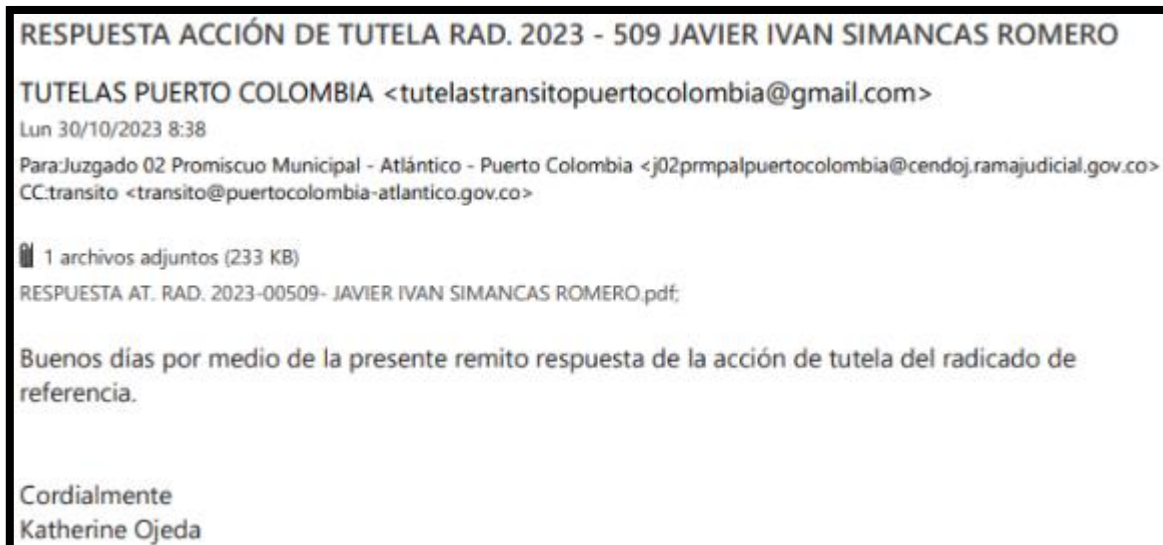 RESPUESTA ACCIÓN DE TUTELA RAD. 2023 - 509 JAVIER IVAN SIMANCAS ROMERO
TUTELAS PUERTO COLOMBIA <tutelastransitopuertocolombia@gmail.com>
Lun 30/10/2023 8:38
Para:Juzgado 02 Promiscuo Municipal - Atlántico - Puerto Colombia <j02prmpalpuertocolombia@cendoj.ramajudicial.gov.co>
CC:transito <transito@puertocolombia-atlantico.gov.co>
1 archivos adjuntos (233 KB)
RESPUESTA AT. RAD. 2023-00509- JAVIER IVAN SIMANCAS ROMERO.pdf;
Buenos días por medio de la presente remito respuesta de la acción de tutela del radicado de
referencia.
Cordialmente
Katherine Ojeda